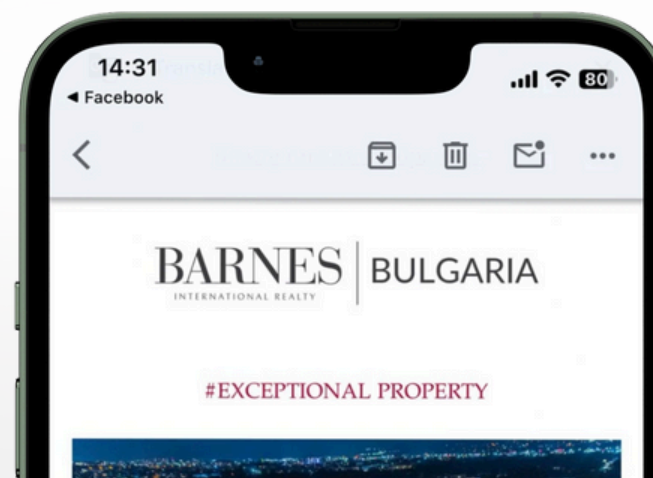 14:31
80
◀ Facebook
BARNES
INTERNATIONAL REALTY
BULGARIA
#EXCEPTIONAL PROPERTY